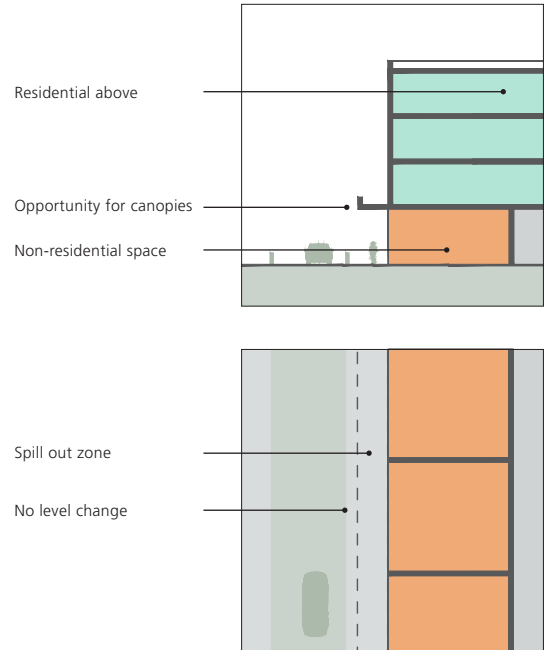 Residential above
Opportunity for canopies
Non-residential space
Spill out zone
No level change